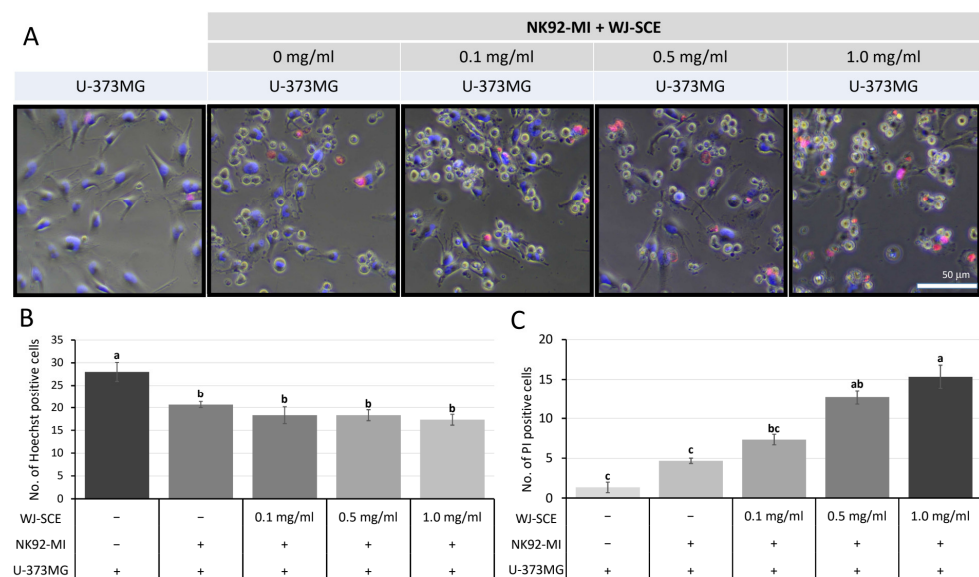 A
NK92-MI + WJ-SCE
0 mg/ml 0.1 mg/ml 0.5 mg/ml 1.0 mg/ml
U-373MG U-373MG U-373MG U-373MG U-373MG
50 μm
B
No. of Hoechst positive cells
35
30
25
20
15
10
5
0
a b b b b
WJ-SCE – – 0.1 mg/ml 0.5 mg/ml 1.0 mg/ml
NK92-MI – + + + +
U-373MG + + + + +
C
No. of PI positive cells
20
15
10
5
0
c c bc ab a
WJ-SCE – – 0.1 mg/ml 0.5 mg/ml 1.0 mg/ml
NK92-MI – + + + +
U-373MG + + + + +